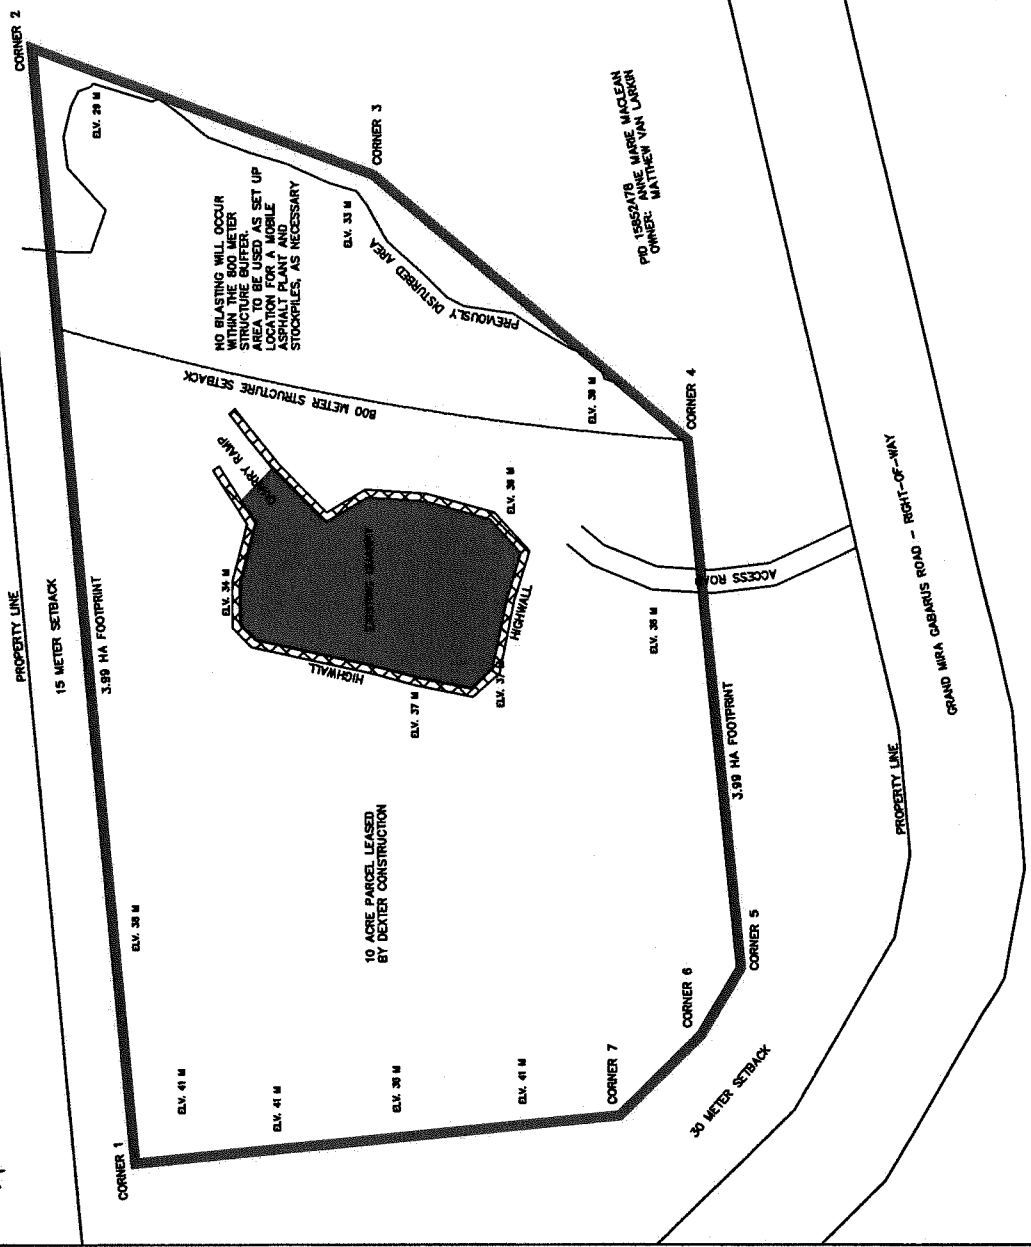 CORNER 2
ELV. 29 M
CORNER 3
NO BLASTING WILL OCCUR
WITHIN THE 800 METER
STRUCTURE BUFFER.
AREA TO BE USED AS SET UP
LOCATION FOR A MOBILE
ASPHALT PLANT AND
STOCKPILES, AS NECESSARY
ELV. 33 M
PREVIOUSLY DISTURBED AREA
PID 15852478
OWNER: ANNE MARIE MACLEAN
MATTHEW VAN LARKIN
800 METER STRUCTURE SETBACK
ELV. 38 M
CORNER 4
QUARRY RAMP
EXISTING QUARRY
ELV. 34 M
ELV. 38 M
HIGHWALL
HIGHWALL
ELV. 37
ELV. 37 M
ACCESS ROAD
ELV. 38 M
PROPERTY LINE
15 METER SETBACK
3.99 HA FOOTPRINT
GRAND MIRA GABARUS ROAD - RIGHT-OF-WAY
3.99 HA FOOTPRINT
PROPERTY LINE
10 ACRE PARCEL LEASED
BY DEXTER CONSTRUCTION
ELV. 38 M
CORNER 5
CORNER 6
CORNER 7
30 METER SETBACK
ELV. 41 M
ELV. 41 M
ELV. 38 M
ELV. 41 M
CORNER 1